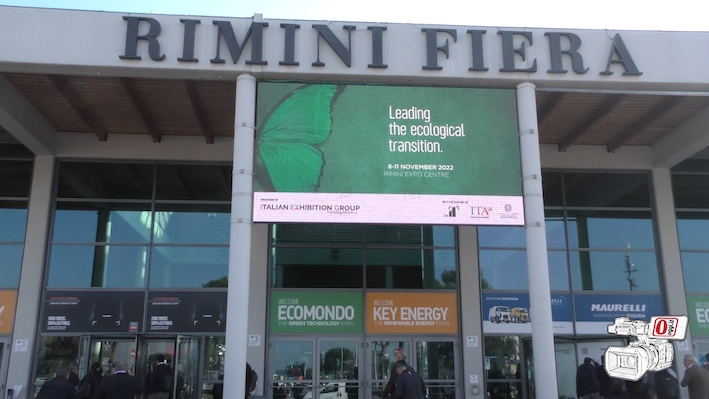 RIMINI FIERA
Leading
the ecological
transition.
8-11 NOVEMBER 2022
RIMINI EXPO CENTRE
ITALIAN EXHIBITION GROUP
ITA
WELCOME
ECOMONDO
THE GREEN TECHNOLOGY EXPO
WELCOME
KEY ENERGY
THE RENEWABLE ENERGY EXPO
MAURELLI